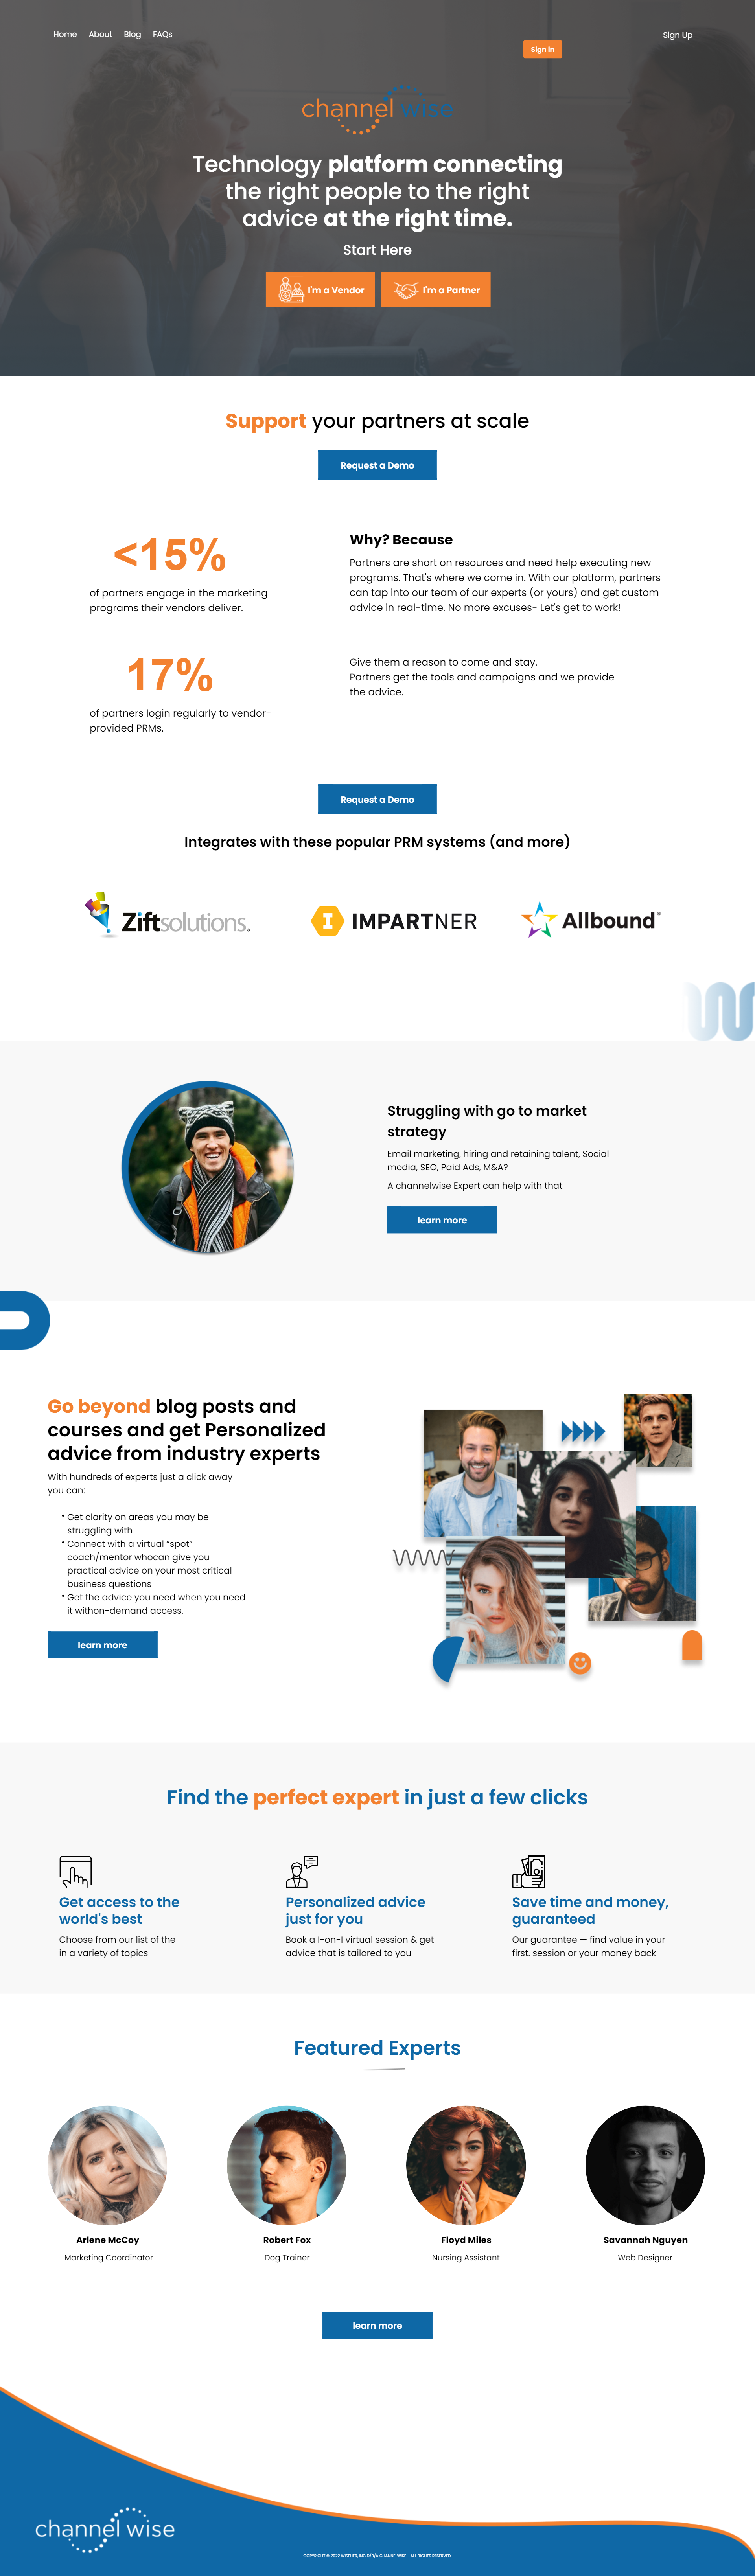 Home About Blog FAQs
Sign Up
Sign in
channel wise
Technology platform connecting
the right people to the right
advice at the right time.
Start Here
I'm a Vendor
I'm a Partner
Support your partners at scale
Request a Demo
<15%
of partners engage in the marketing
programs their vendors deliver.
Why? Because
Partners are short on resources and need help executing new
programs. That's where we come in. With our platform, partners
can tap into our team of our experts (or yours) and get custom
advice in real-time. No more excuses- Let's get to work!
17%
of partners login regularly to vendor-
provided PRMs.
Give them a reason to come and stay.
Partners get the tools and campaigns and we provide
the advice.
Request a Demo
Integrates with these popular PRM systems (and more)
Ziftsolutions®
IMPARTNER
Allbound®
Struggling with go to market
strategy
Email marketing, hiring and retaining talent, Social
media, SEO, Paid Ads, M&A?
A channelwise Expert can help with that
learn more
Go beyond blog posts and
courses and get Personalized
advice from industry experts
With hundreds of experts just a click away
you can:
• Get clarity on areas you may be
struggling with
• Connect with a virtual “spot”
coach/mentor whocan give you
practical advice on your most critical
business questions
• Get the advice you need when you need
it withon-demand access.
learn more
Find the perfect expert in just a few clicks
Get access to the
world's best
Choose from our list of the
in a variety of topics
Personalized advice
just for you
Book a 1-on-1 virtual session & get
advice that is tailored to you
Save time and money,
guaranteed
Our guarantee — find value in your
first. session or your money back
Featured Experts
Arlene McCoy
Marketing Coordinator
Robert Fox
Dog Trainer
Floyd Miles
Nursing Assistant
Savannah Nguyen
Web Designer
learn more
channel wise
COPYRIGHT © 2022 WISEHER, INC D/B/A CHANNELWISE - ALL RIGHTS RESERVED.